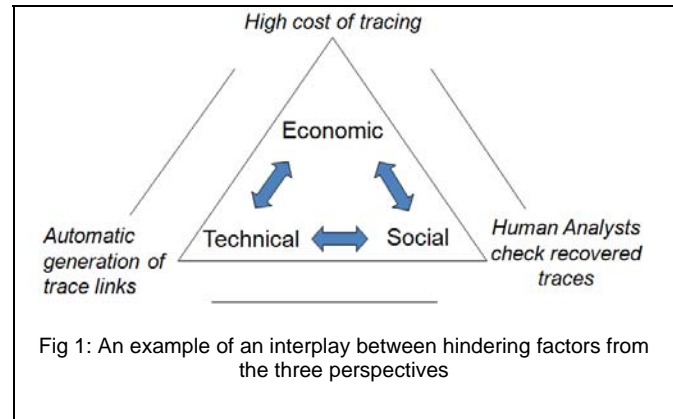 High cost of tracing
Economic
Technical
Social
Automatic
generation of
trace links
Human Analysts
check recovered
traces
Fig 1: An example of an interplay between hindering factors from
the three perspectives